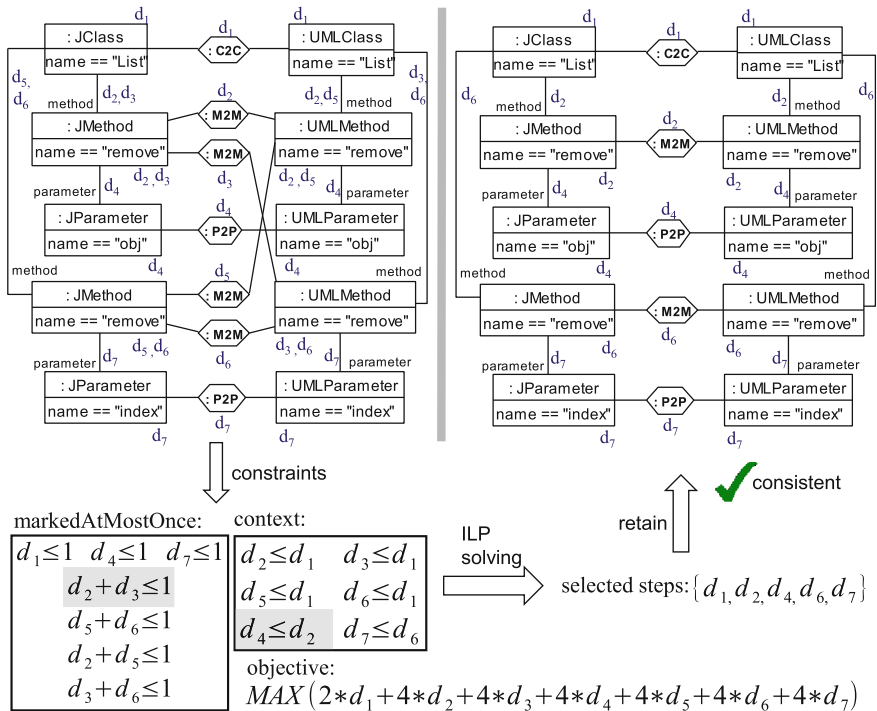 d1 d1 d1 d1 d1 d1
: JClass : C2C : UMLClass : JClass : C2C : UMLClass
name == "List" name == "List" name == "List" name == "List"
d5, d6 d2,d3 d2 d2,d5 d3, d6 d6 d2 d2 d6
method method method d2 method
: JMethod : M2M : UMLMethod : JMethod : M2M : UMLMethod
name == "remove" : M2M name == "remove" name == "remove" name == "remove"
parameter d4 d2,d3 d3 d2,d5 d4 parameter parameter d4 d2 d2 d4 parameter
: JParameter d4 : P2P : UMLParameter : JParameter d4 : P2P : UMLParameter
name == "obj" name == "obj" name == "obj" name == "obj"
method d4 d5 d4 method method d4 d4 method
: JMethod : M2M : UMLMethod : JMethod : M2M : UMLMethod
name == "remove" : M2M name == "remove" name == "remove" name == "remove"
parameter d7 d5,d6 d6 d3,d6 d7 parameter parameter d7 d6 d6 d6 d7 parameter
: JParameter : P2P : UMLParameter : JParameter : P2P : UMLParameter
name == "index" name == "index" name == "index" name == "index"
d7 d7 d7 d7 d7 d7
constraints
consistent
retain
markedAtMostOnce:
d1≤1 d4≤1 d7≤1
d2+d3≤1
d5+d6≤1
d2+d5≤1
d3+d6≤1
context:
d2≤d1 d3≤d1
d5≤d1 d6≤d1
d4≤d2 d7≤d6
ILP
solving
selected steps:{d1,d2,d4,d6,d7}
objective:
MAX(2*d1+4*d2+4*d3+4*d4+4*d5+4*d6+4*d7)